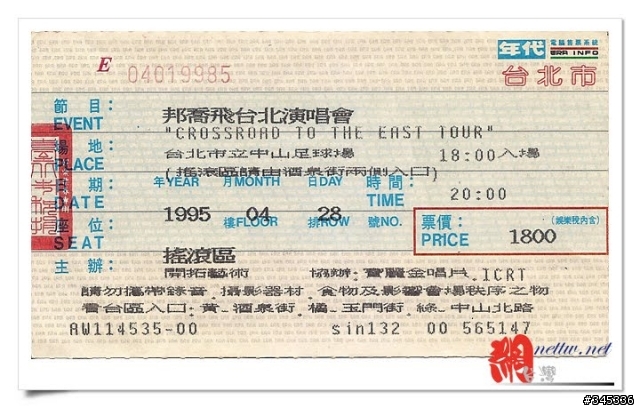 年代 電腦售票系統
ERA INFO
E 04019985 台北市
節目: 邦喬飛台北演唱會
EVENT "CROSSROAD TO THE EAST TOUR"
場地: 台北市立中山足球場 18:00入場
PLACE (搖滾區請由酒泉街兩側入口)
日期: 年YEAR 月MONTH 日DAY 時間: 20:00
DATE 1995 04 28 TIME
座位: 樓FLOOR 排ROW 號NO. 票價: (娛樂稅內含)
SEAT PRICE 1800
搖滾區
主辦: 開拓藝術 協辦:寶麗金唱片.ICRT
請勿攜帶錄音 攝影器材 食物及影響會場秩序之物
看台區入口:黃.酒泉街 橘.玉門街 綠.中山北路
AW114535-00 sin132 00 565147
網 nettw.net
台灣
#345336